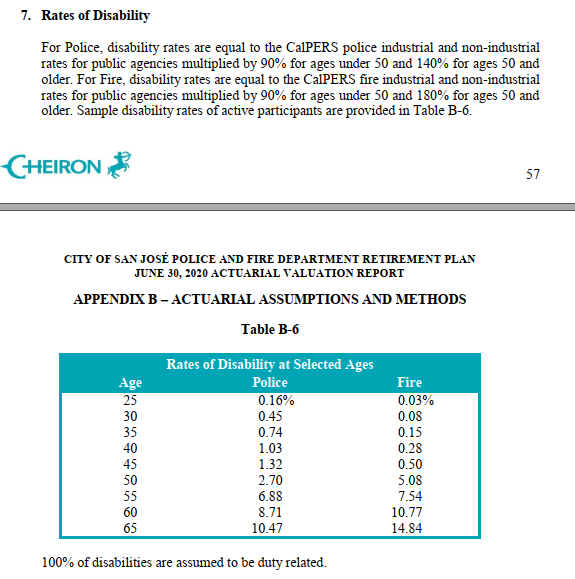 7. Rates of Disability
For Police, disability rates are equal to the CalPERS police industrial and non-industrial
rates for public agencies multiplied by 90% for ages under 50 and 140% for ages 50 and
older. For Fire, disability rates are equal to the CalPERS fire industrial and non-industrial
rates for public agencies multiplied by 90% for ages under 50 and 180% for ages 50 and
older. Sample disability rates of active participants are provided in Table B-6.
CHEIRON
57
CITY OF SAN JOSÉ POLICE AND FIRE DEPARTMENT RETIREMENT PLAN
JUNE 30, 2020 ACTUARIAL VALUATION REPORT
APPENDIX B – ACTUARIAL ASSUMPTIONS AND METHODS
Table B-6
Rates of Disability at Selected Ages
Age Police Fire
25 0.16% 0.03%
30 0.45 0.08
35 0.74 0.15
40 1.03 0.28
45 1.32 0.50
50 2.70 5.08
55 6.88 7.54
60 8.71 10.77
65 10.47 14.84
100% of disabilities are assumed to be duty related.